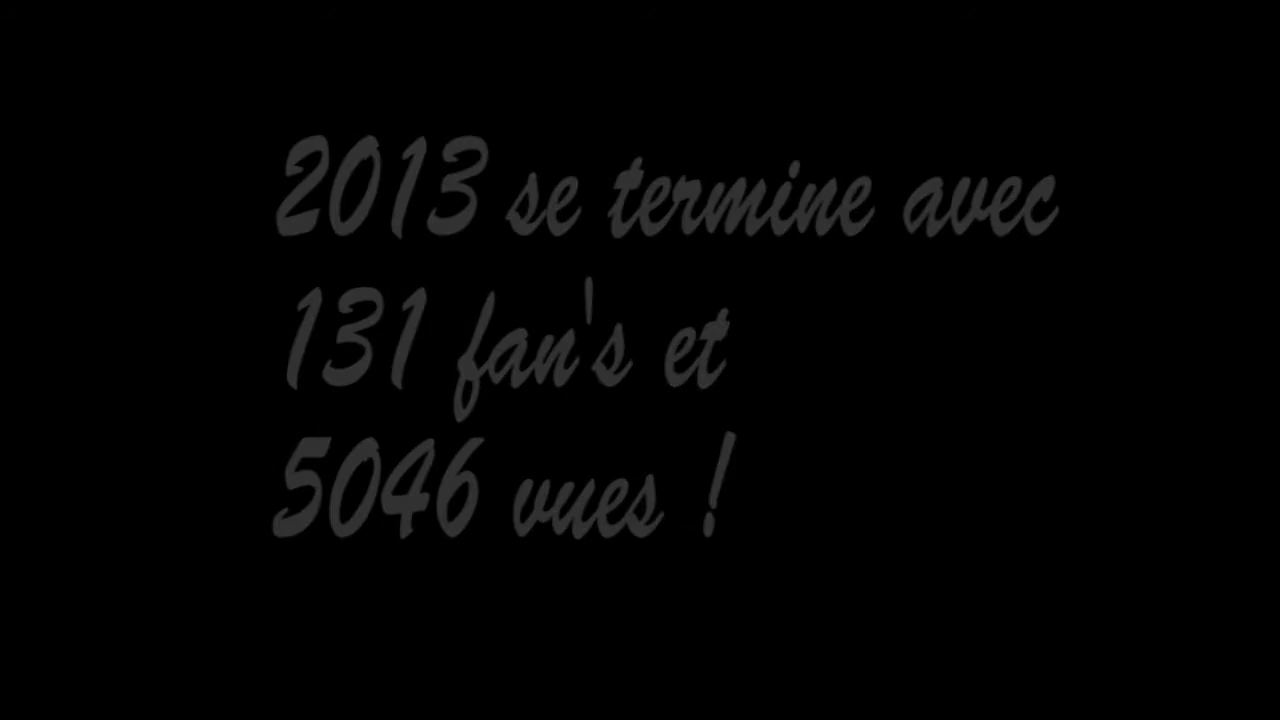 2013 se termine avec
131 fan's et
5046 vues !